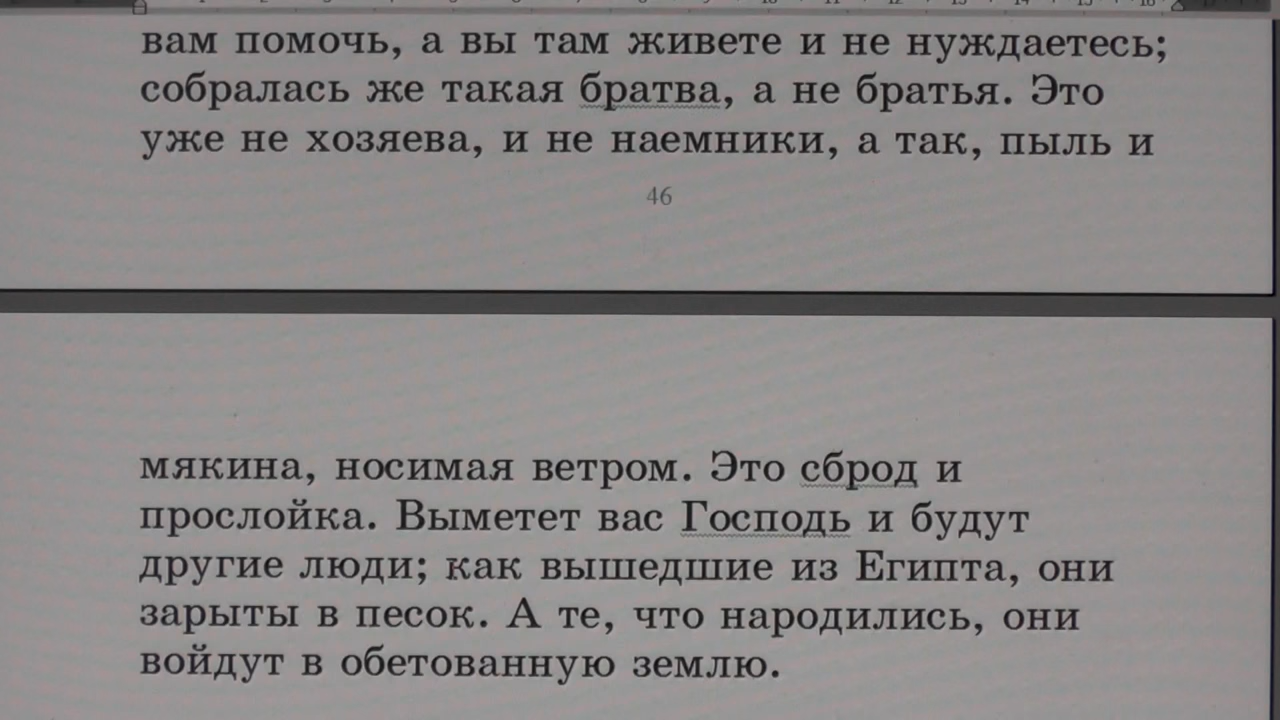 вам помочь, а вы там живете и не нуждаетесь;
собралась же такая братва, а не братья. Это
уже не хозяева, и не наемники, а так, пыль и
46
мякина, носимая ветром. Это сброд и
прослойка. Выметет вас Господь и будут
другие люди; как вышедшие из Египта, они
зарыты в песок. А те, что народились, они
войдут в обетованную землю.